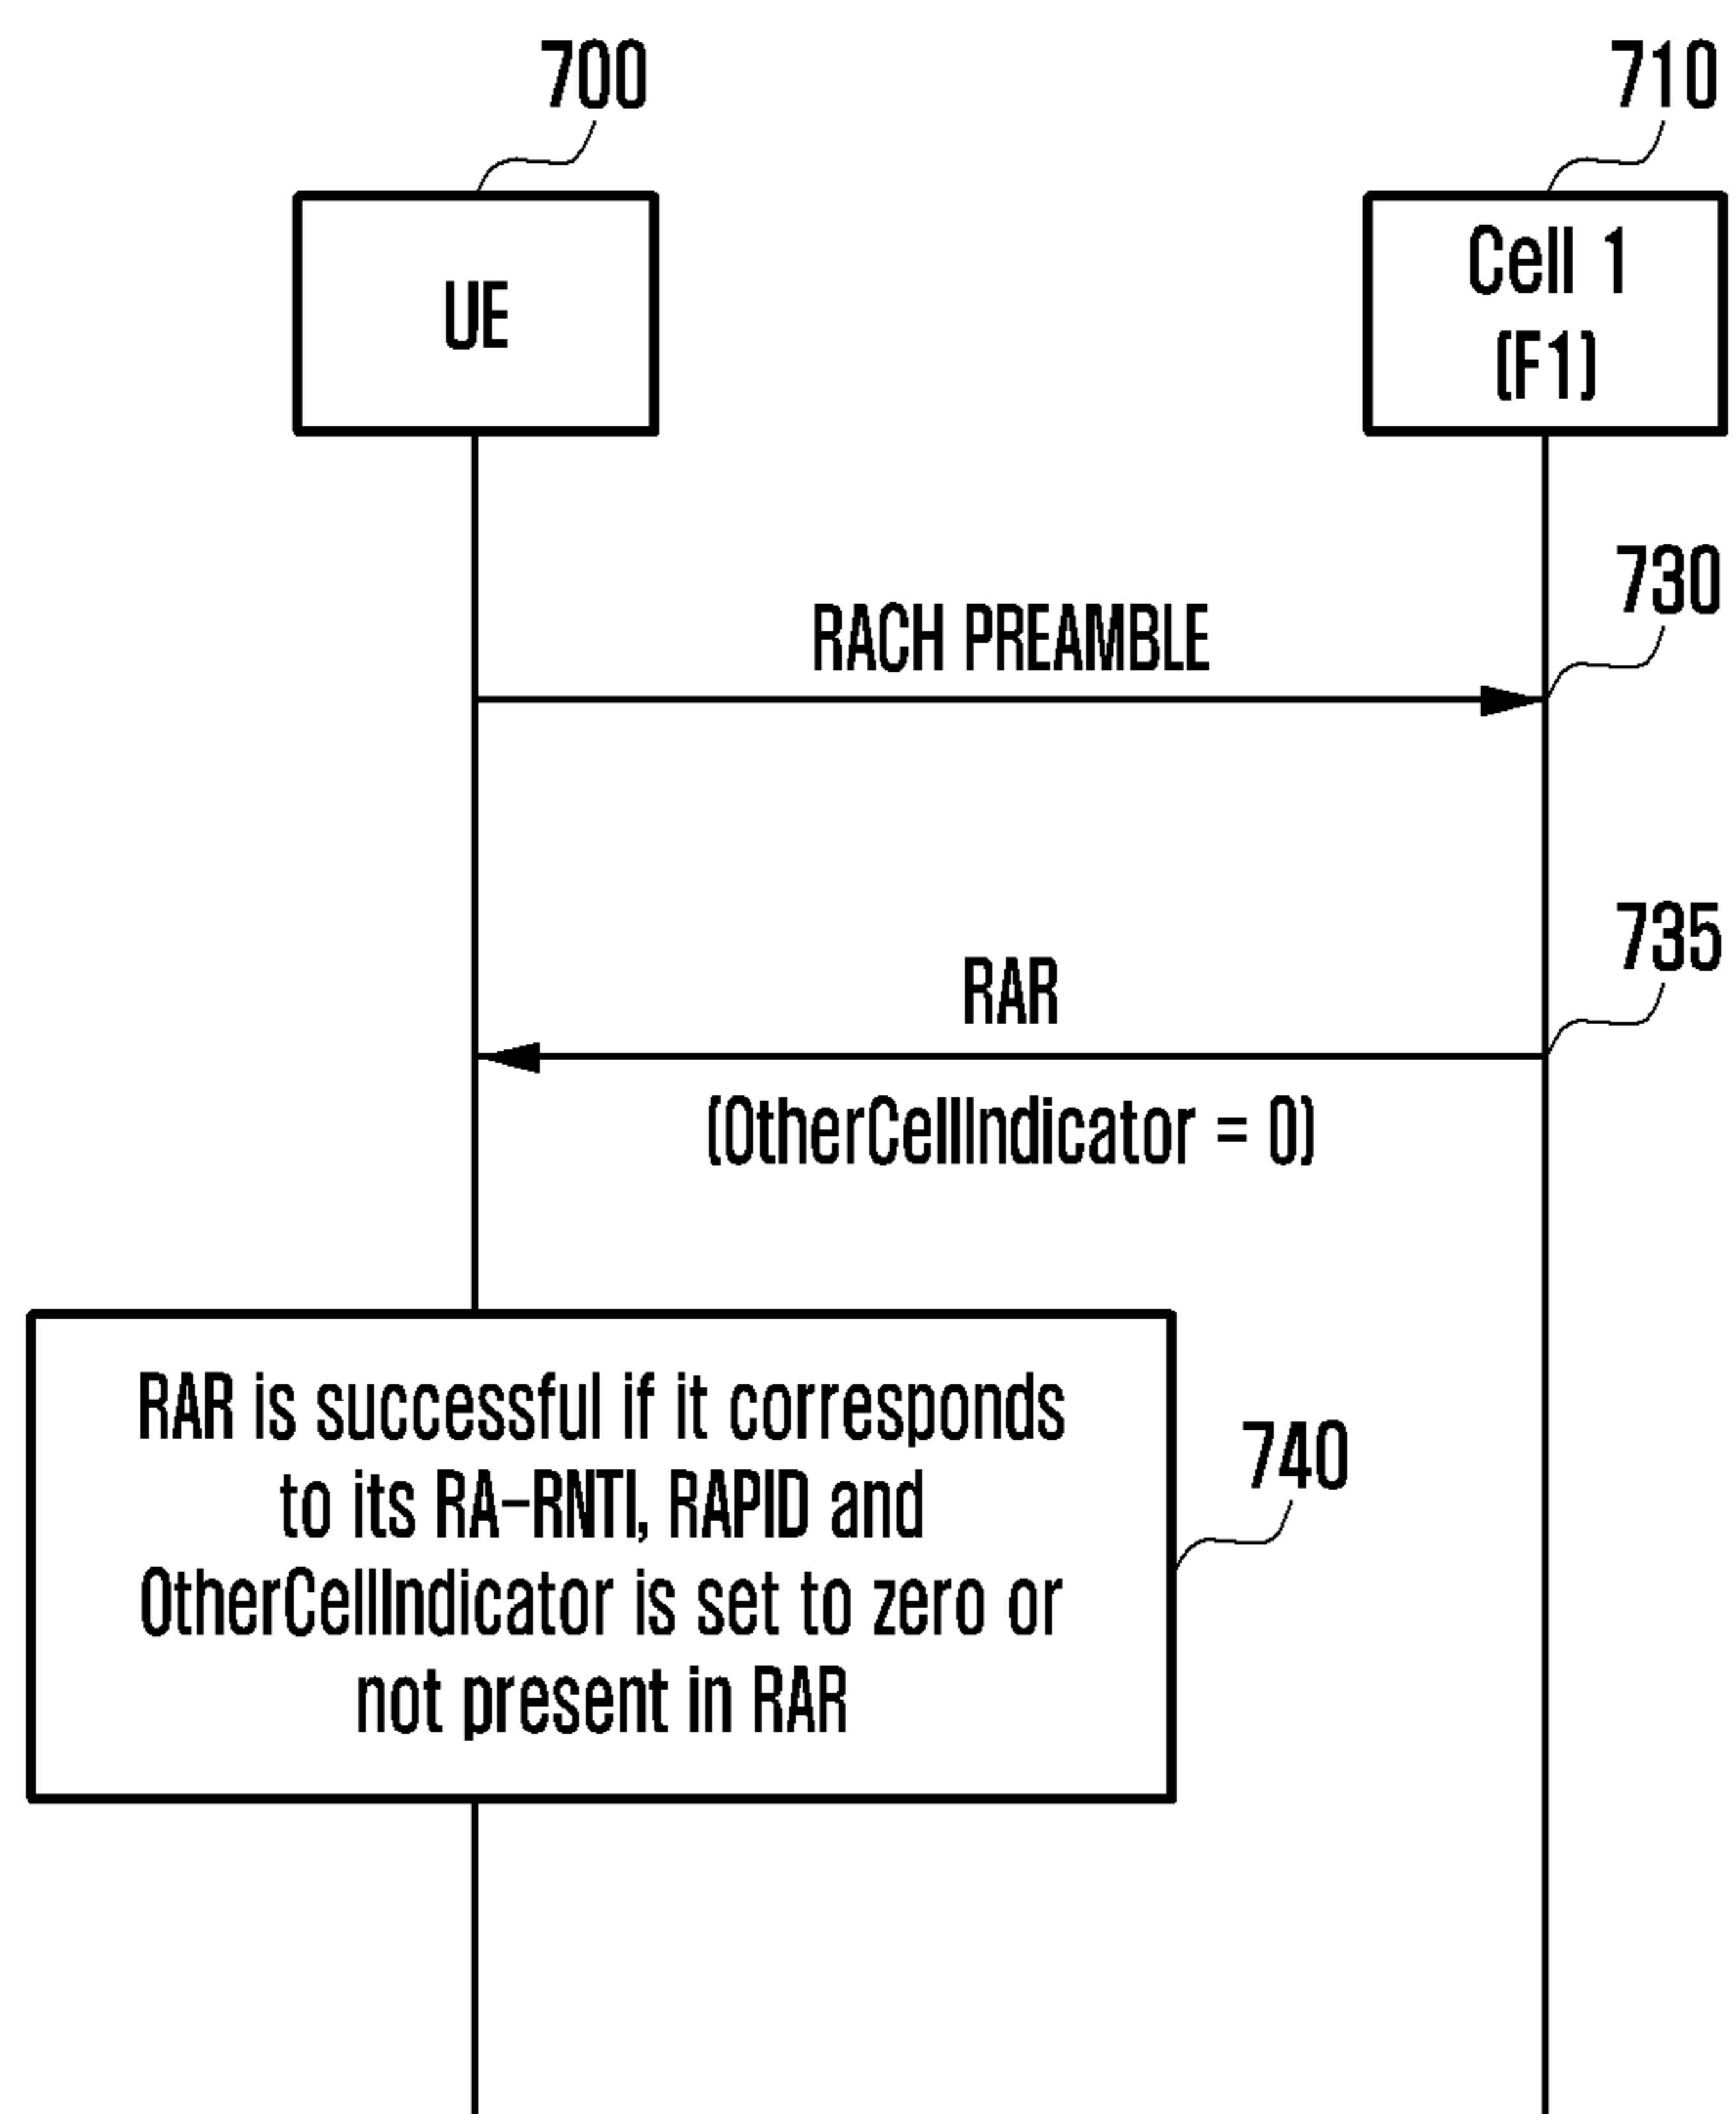 700
710
UE
Cell 1
(F1)
730
RACH PREAMBLE
735
RAR
(OtherCellIndicator = 0)
RAR is successful if it corresponds
to its RA-RNTI, RAPID and
OtherCellIndicator is set to zero or
not present in RAR
740